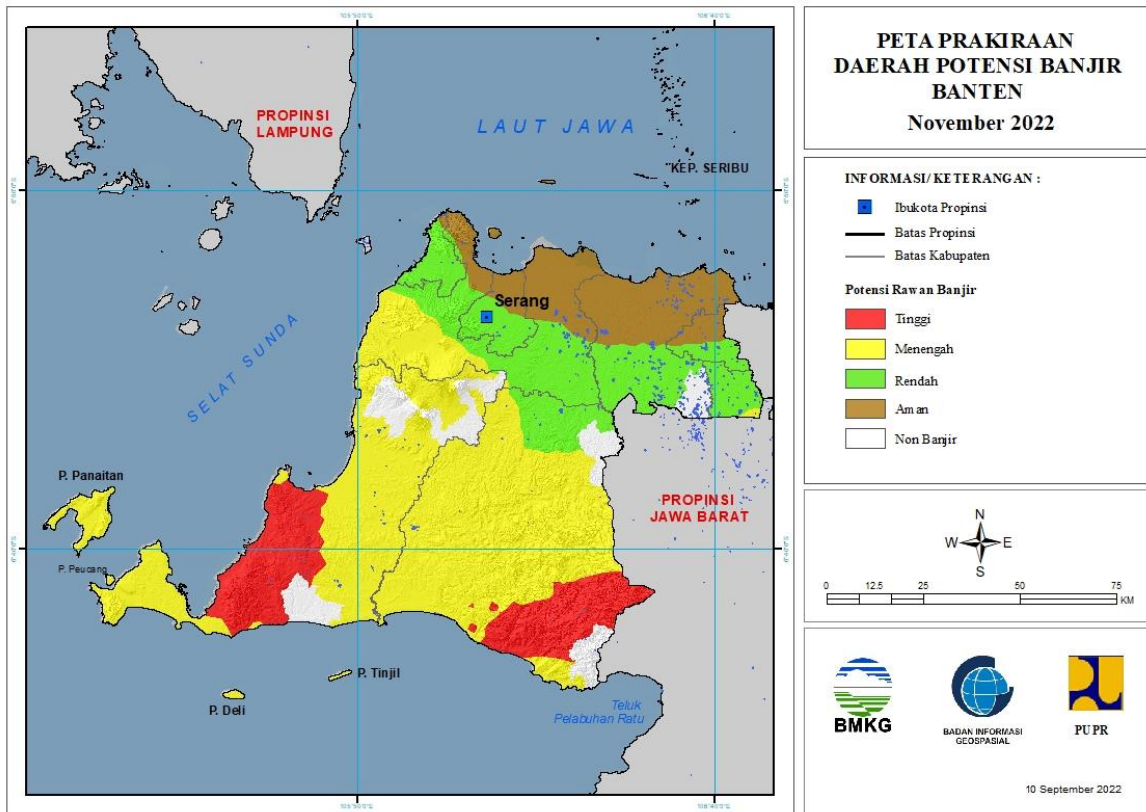 PETA PRAKIRAAN
DAERAH POTENSI BANJIR
BANTEN
November 2022
INFORMASI/ KETERANGAN :
Ibukota Propinsi
Batas Propinsi
Batas Kabupaten
Potensi Rawan Banjir
Tinggi
Menengah
Rendah
Aman
Non Banjir
N
W
E
S
0
12.5
25
50
75
KM
BMKG
BADAN INFORMASI
GEOSPASIAL
PUPR
10 September 2022
PROPINSI
LAMPUNG
LAUT JAWA
KEP. SERIBU
Serang
SELAT SUNDA
P. Panaitan
P. Peucang
PROPINSI
JAWA BARAT
P. Tinjil
P. Deli
Teluk
Pelabuhan Ratu